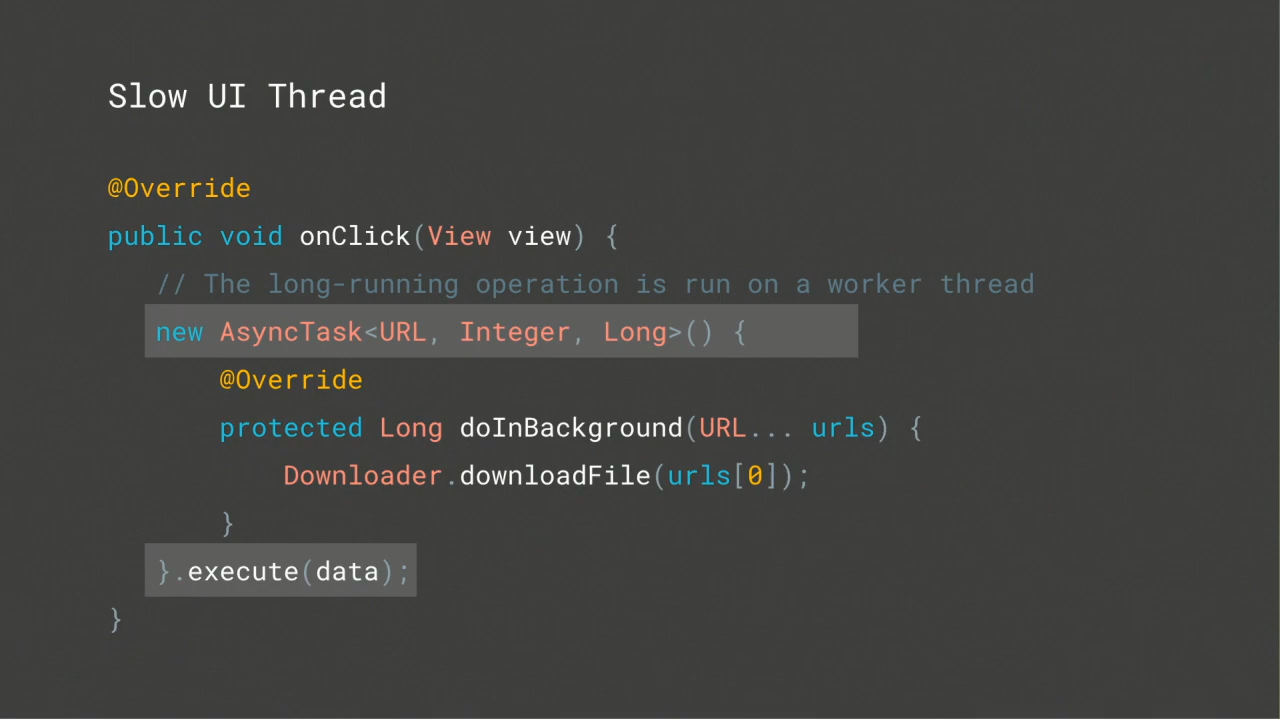 Slow UI Thread
@Override
public void onClick(View view) {
// The long-running operation is run on a worker thread
new AsyncTask<URL, Integer, Long>() {
@Override
protected Long doInBackground(URL... urls) {
Downloader.downloadFile(urls[0]);
}
}.execute(data);
}